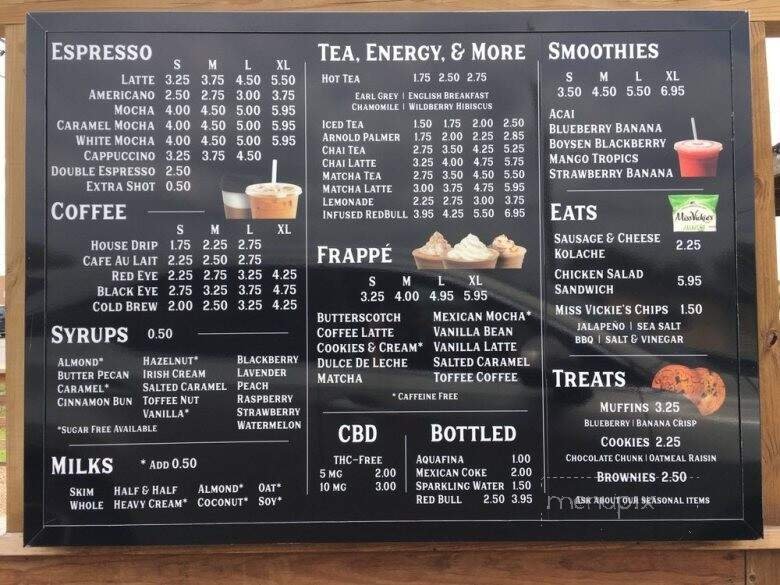 ESPRESSO
S M L XL
LATTE 3.25 3.75 4.50 5.50
AMERICANO 2.50 2.75 3.00 3.75
MOCHA 4.00 4.50 5.00 5.95
CARAMEL MOCHA 4.00 4.50 5.00 5.95
WHITE MOCHA 4.00 4.50 5.00 5.95
CAPPUCCINO 3.25 3.75 4.50
DOUBLE ESPRESSO 2.50
EXTRA SHOT 0.50
COFFEE
S M L XL
HOUSE DRIP 1.75 2.25 2.75
CAFE AU LAIT 2.25 2.50 2.75
RED EYE 2.25 2.75 3.25 4.25
BLACK EYE 2.75 3.25 3.75 4.75
COLD BREW 2.00 2.50 3.25 4.25
SYRUPS 0.50
ALMOND* HAZELNUT* BLACKBERRY
BUTTER PECAN IRISH CREAM LAVENDER
CARAMEL* SALTED CARAMEL PEACH
CINNAMON BUN TOFFEE NUT RASPBERRY
VANILLA* STRAWBERRY
*SUGAR FREE AVAILABLE WATERMELON
MILKS * ADD 0.50
SKIM HALF & HALF ALMOND* OAT*
WHOLE HEAVY CREAM* COCONUT* SOY*
TEA, ENERGY, & MORE
HOT TEA 1.75 2.50 2.75
EARL GREY | ENGLISH BREAKFAST
CHAMOMILE | WILDBERRY HIBISCUS
ICED TEA 1.50 1.75 2.00 2.50
ARNOLD PALMER 1.75 2.00 2.25 2.85
CHAI TEA 2.75 3.50 4.25 5.25
CHAI LATTE 3.25 4.00 4.75 5.75
MATCHA TEA 2.75 3.50 4.50 5.50
MATCHA LATTE 3.00 3.75 4.75 5.95
LEMONADE 2.25 2.75 3.00 3.75
INFUSED REDBULL 3.95 4.25 5.50 6.95
FRAPPÉ
S M L XL
3.25 4.00 4.95 5.95
BUTTERSCOTCH MEXICAN MOCHA*
COFFEE LATTE VANILLA BEAN
COOKIES & CREAM* VANILLA LATTE
DULCE DE LECHE SALTED CARAMEL
MATCHA TOFFEE COFFEE
* CAFFEINE FREE
CBD
THC-FREE
5 MG 2.00
10 MG 3.00
BOTTLED
AQUAFINA 1.00
MEXICAN COKE 2.00
SPARKLING WATER 1.50
RED BULL 2.50 3.95
SMOOTHIES
S M L XL
3.50 4.50 5.50 6.95
ACAI
BLUEBERRY BANANA
BOYSEN BLACKBERRY
MANGO TROPICS
STRAWBERRY BANANA
EATS
Miss Vickie's
SAUSAGE & CHEESE
KOLACHE 2.25
CHICKEN SALAD
SANDWICH 5.95
MISS VICKIE'S CHIPS 1.50
JALAPEÑO | SEA SALT
BBQ | SALT & VINEGAR
TREATS
MUFFINS 3.25
BLUEBERRY | BANANA CRISP
COOKIES 2.25
CHOCOLATE CHUNK | OATMEAL RAISIN
BROWNIES 2.50
ASK ABOUT OUR SEASONAL ITEMS
menupix